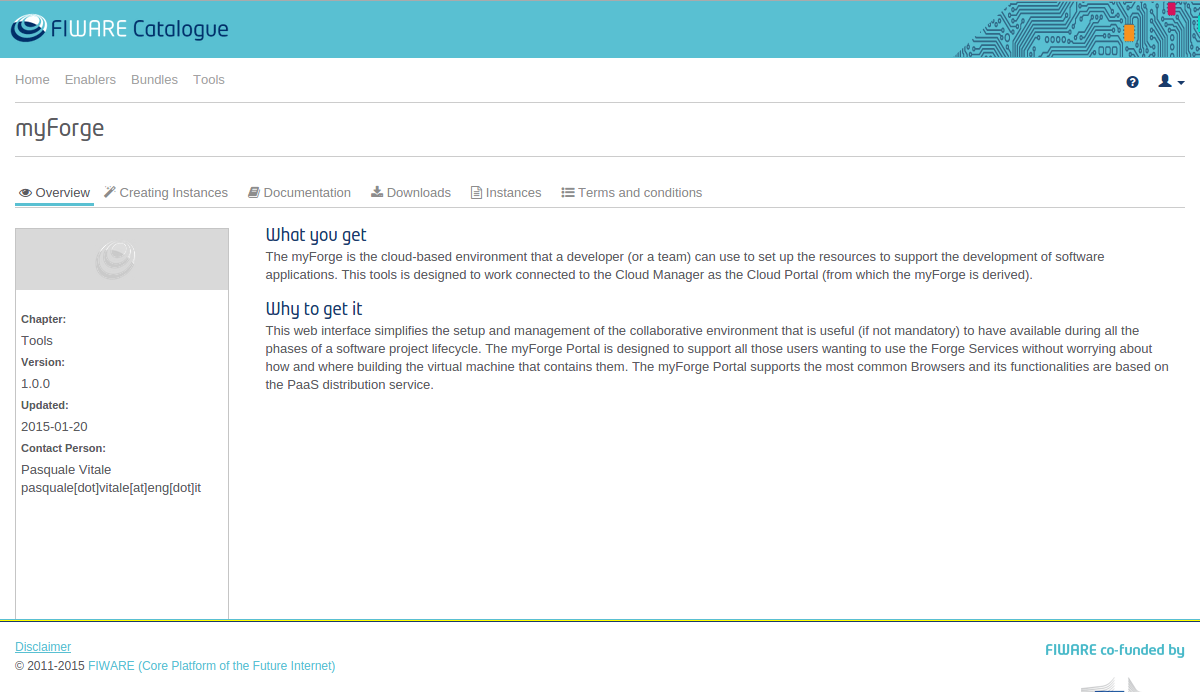 FIWARE Catalogue
Home Enablers Bundles Tools
myForge
Overview Creating Instances Documentation Downloads Instances Terms and conditions
What you get
The myForge is the cloud-based environment that a developer (or a team) can use to set up the resources to support the development of software
applications. This tools is designed to work connected to the Cloud Manager as the Cloud Portal (from which the myForge is derived).
Why to get it
This web interface simplifies the setup and management of the collaborative environment that is useful (if not mandatory) to have available during all the
phases of a software project lifecycle. The myForge Portal is designed to support all those users wanting to use the Forge Services without worrying about
how and where building the virtual machine that contains them. The myForge Portal supports the most common Browsers and its functionalities are based on
the PaaS distribution service.
Chapter:
Tools
Version:
1.0.0
Updated:
2015-01-20
Contact Person:
Pasquale Vitale
pasquale[dot]vitale[at]eng[dot]it
Disclaimer
© 2011-2015 FIWARE (Core Platform of the Future Internet)
FIWARE co-funded by